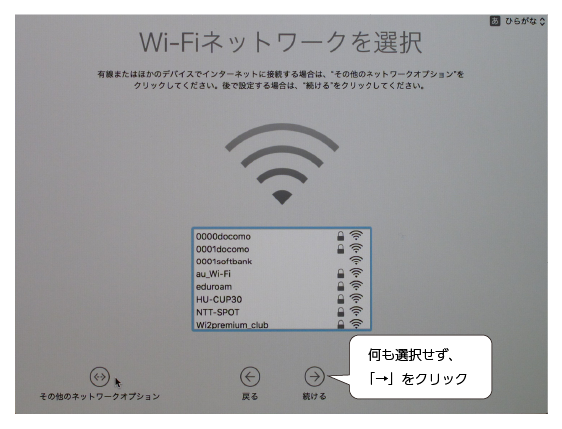 あ ひらがな
Wi-Fiネットワークを選択
有線またはほかのデバイスでインターネットに接続する場合は、"その他のネットワークオプション"を
クリックしてください。後で設定する場合は、"続ける"をクリックしてください。
0000docomo
0001docomo
0001softbank
au_Wi-Fi
eduroam
HU-CUP30
NTT-SPOT
Wi2premium_club
何も選択せず、
「→」をクリック
その他のネットワークオプション
戻る
続ける